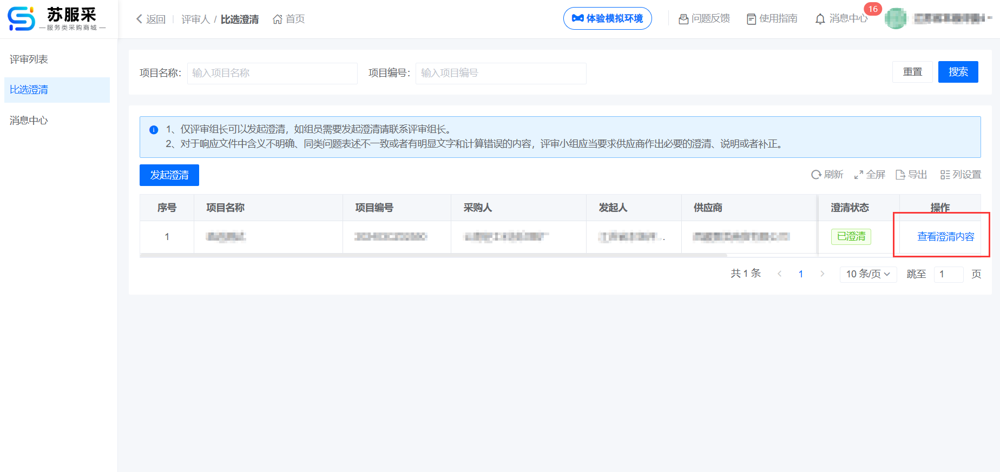 苏服采
服务类采购商城
返回 评审人 / 比选澄清 首页
体验模拟环境 问题反馈 使用指南 消息中心 16
评审列表
比选澄清
消息中心
项目名称： 输入项目名称 项目编号： 输入项目编号 重置 搜索
1、仅评审组长可以发起澄清，如组员需要发起澄清请联系评审组长。
2、对于响应文件中含义不明确、同类问题表述不一致或者有明显文字和计算错误的内容，评审小组应当要求供应商作出必要的澄清、说明或者补正。
发起澄清 刷新 全屏 导出 列设置
序号 项目名称 项目编号 采购人 发起人 供应商 澄清状态 操作
1 已澄清 查看澄清内容
共 1 条 1 10 条/页 跳至 1 页